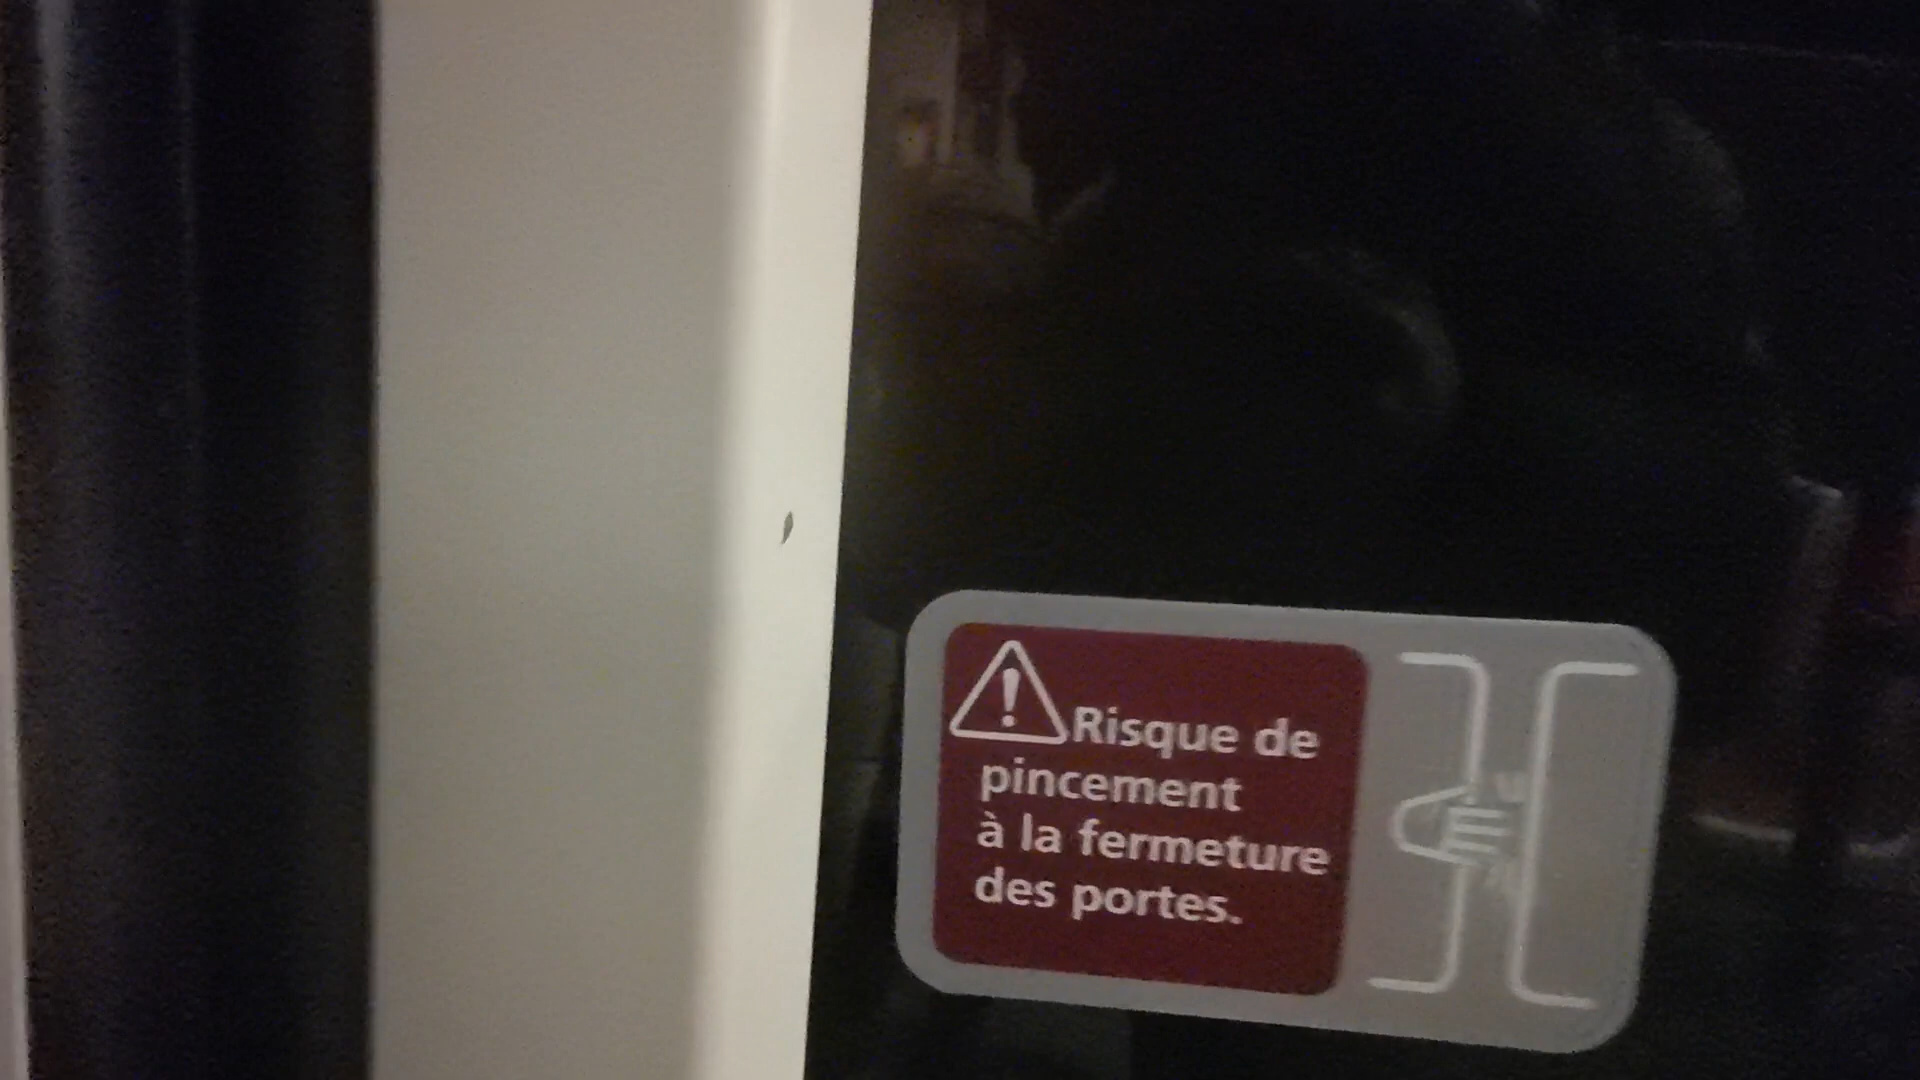 Risque de
pincement
à la fermeture
des portes.